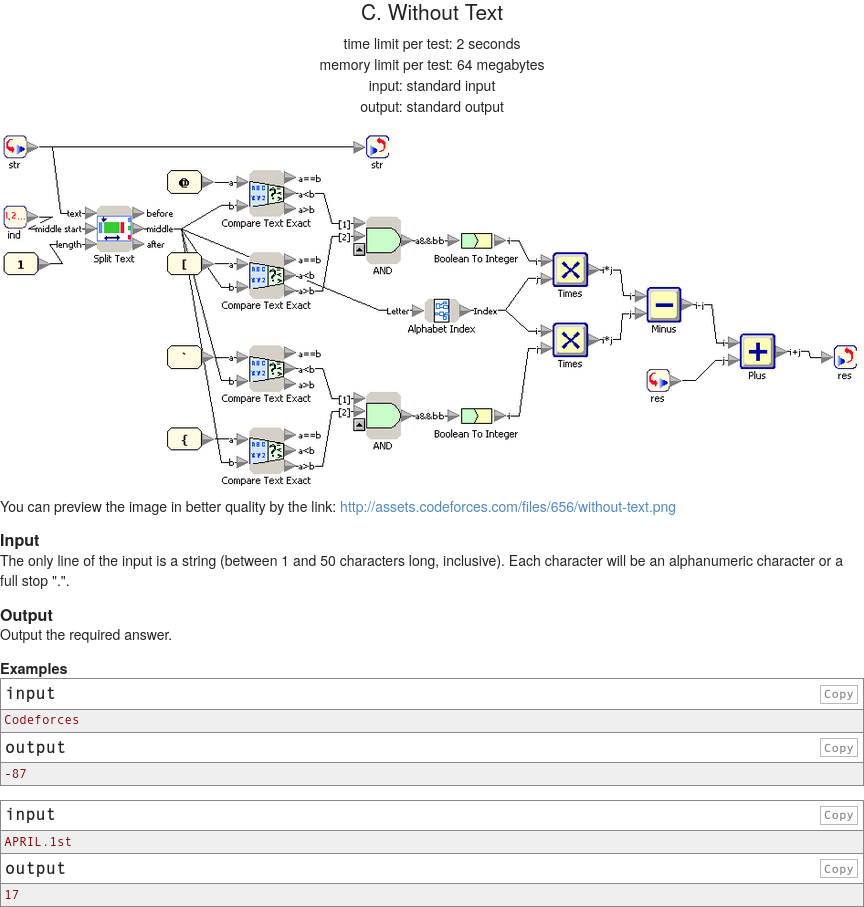 C. Without Text
time limit per test: 2 seconds
memory limit per test: 64 megabytes
input: standard input
output: standard output
str
str
@
a
b
a==b
a<b
a>b
Compare Text Exact
1,2...
ind
text
middle start
length
before
middle
after
Split Text
1
[1]
[2]
a&&bb
AND
i
Boolean To Integer
[
a
b
a==b
a<b
a>b
Compare Text Exact
Letter
Index
Alphabet Index
i
j
i*j
Times
i
j
i*j
Times
i
j
i-j
Minus
i
j
i+j
Plus
res
res
`
a
b
a==b
a<b
a>b
Compare Text Exact
[1]
[2]
a&&bb
AND
i
Boolean To Integer
{
a
b
a==b
a<b
a>b
Compare Text Exact
You can preview the image in better quality by the link: http://assets.codeforces.com/files/656/without-text.png
Input
The only line of the input is a string (between 1 and 50 characters long, inclusive). Each character will be an alphanumeric character or a
full stop ".".
Output
Output the required answer.
Examples
input Copy
Codeforces
output Copy
-87
input Copy
APRIL.1st
output Copy
17